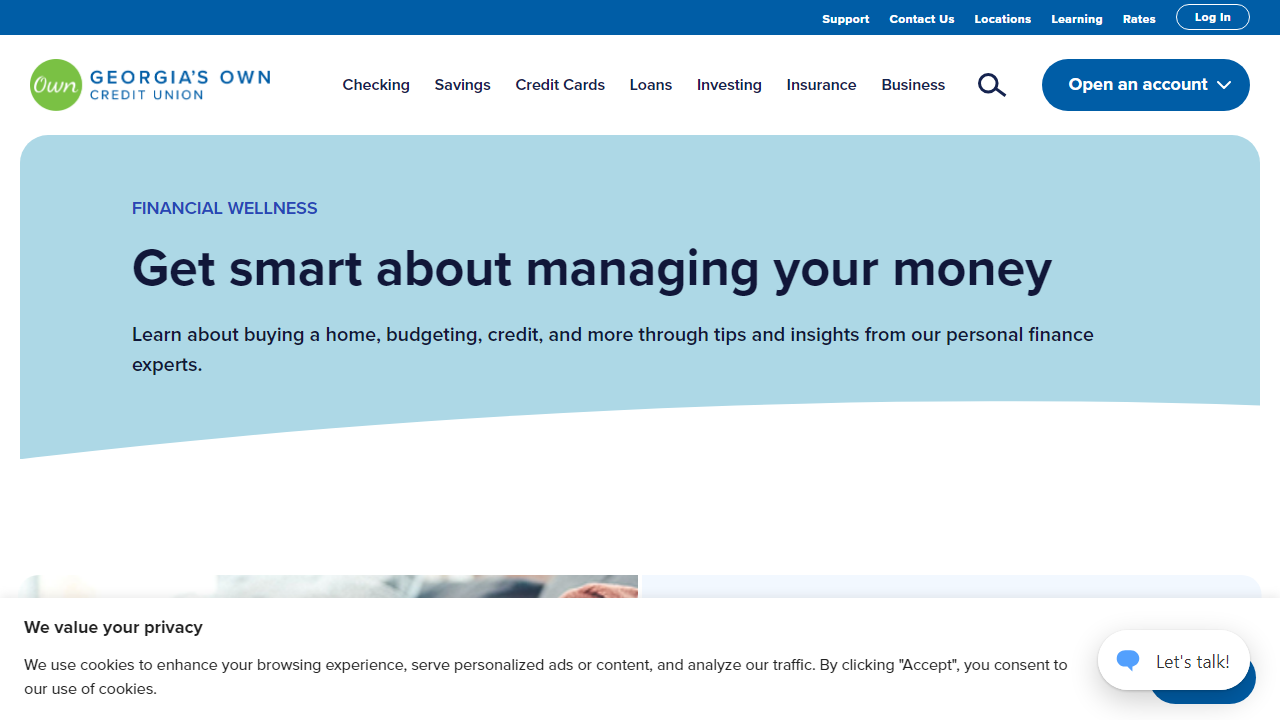 Support Contact Us Locations Learning Rates Log In
Own GEORGIA'S OWN
CREDIT UNION
Checking Savings Credit Cards Loans Investing Insurance Business Open an account
FINANCIAL WELLNESS
Get smart about managing your money
Learn about buying a home, budgeting, credit, and more through tips and insights from our personal finance
experts.
We value your privacy
We use cookies to enhance your browsing experience, serve personalized ads or content, and analyze our traffic. By clicking "Accept", you consent to
our use of cookies.
Let's talk!